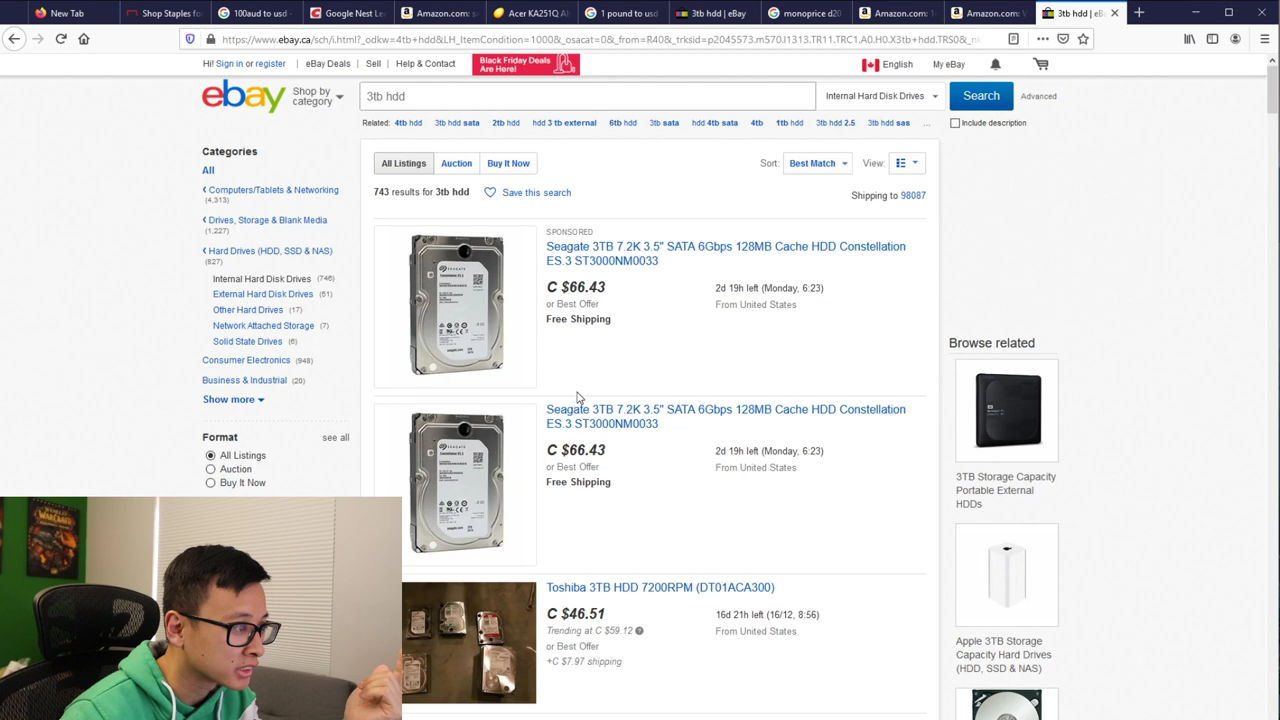 New Tab
Shop Staples fo
100aud to usd -
Amazon.com: s
Acer KA251Q A
1 pound to usd
3tb hdd | eBay
monoprice d20
Amazon.com: 1
Amazon.com: V
3tb hdd | eB
https://www.ebay.ca/sch/i.html?_odkw=4tb+hdd&LH_ItemCondition=1000&_osacat=0&_from=R40&_trksid=p2045573.m570.l1313.TR11.TRC1.A0.H0.X3tb+hdd.TRS0&_nk
Hi! Sign in or register
eBay Deals
Sell
Help & Contact
Black Friday Deals
Are Here!
English
My eBay
ebay
Shop by
category
3tb hdd
Internal Hard Disk Drives
Search
Advanced
Related: 4tb hdd 3tb hdd sata 2tb hdd hdd 3 tb external 6tb hdd 3tb sata hdd 4tb sata 4tb 1tb hdd 3tb hdd 2.5 3tb hdd sas ...
Include description
Categories
All
Computers/Tablets & Networking
(4,313)
Drives, Storage & Blank Media
(1,227)
Hard Drives (HDD, SSD & NAS)
(827)
Internal Hard Disk Drives (746)
External Hard Disk Drives (51)
Other Hard Drives (17)
Network Attached Storage (7)
Solid State Drives (6)
Consumer Electronics (948)
Business & Industrial (20)
Show more
Format
see all
All Listings
Auction
Buy It Now
All Listings
Auction
Buy It Now
Sort: Best Match
View:
743 results for 3tb hdd
Save this search
Shipping to 98087
SPONSORED
Seagate 3TB 7.2K 3.5" SATA 6Gbps 128MB Cache HDD Constellation
ES.3 ST3000NM0033
C $66.43
or Best Offer
Free Shipping
2d 19h left (Monday, 6:23)
From United States
Seagate 3TB 7.2K 3.5" SATA 6Gbps 128MB Cache HDD Constellation
ES.3 ST3000NM0033
C $66.43
or Best Offer
Free Shipping
2d 19h left (Monday, 6:23)
From United States
Toshiba 3TB HDD 7200RPM (DT01ACA300)
C $46.51
Trending at C $59.12
or Best Offer
+C $7.97 shipping
16d 21h left (16/12, 8:56)
From United States
Browse related
3TB Storage Capacity
Portable External
HDDs
Apple 3TB Storage
Capacity Hard Drives
(HDD, SSD & NAS)